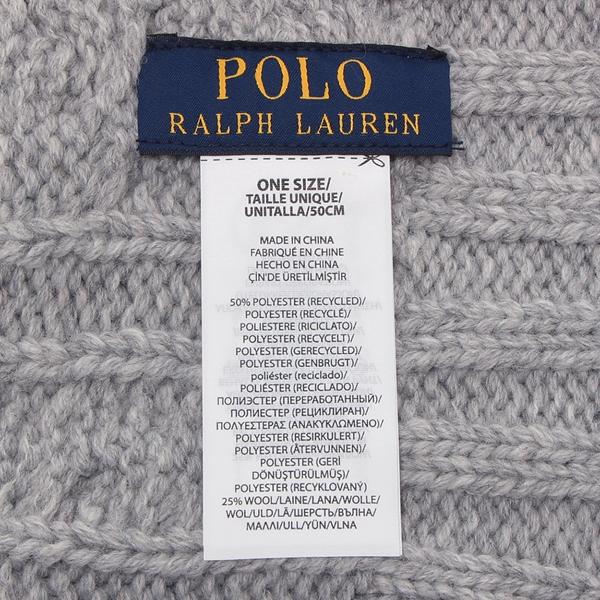 POLO
RALPH LAUREN
ONE SIZE/
TAILLE UNIQUE/
UNITALLA/50CM
MADE IN CHINA
FABRIQUÉ EN CHINE
HECHO EN CHINA
ÇİN'DE ÜRETİLMİŞTİR
50% POLYESTER (RECYCLED)/
POLYESTER (RECYCLÉ)/
POLIESTERE (RICICLATO)/
POLYESTER (RECYCELT)/
POLYESTER (GERECYCLED)/
POLYESTER (GENBRUGT)/
poliéster (reciclado)/
POLIÉSTER (RECICLADO)/
ПОЛИЭСТЕР (ПЕРЕРАБОТАННЫЙ)/
ПОЛИЕСТЕР (РЕЦИКЛИРАН)/
ΠΟΛΥΕΣΤΕΡΑΣ (ΑΝΑΚΥΚΛΩΜΕΝΟ)/
POLYESTER (RESIRKULERT)/
POLYESTER (ÅTERVUNNEN)/
POLYESTER (GERİ
DÖNÜŞTÜRÜLMÜŞ)/
POLYESTER (RECYKLOVANÝ)
25% WOOL/LAINE/LANA/WOLLE/
WOL/ULD/LÃ/ШЕРСТЬ/ВЪЛНА/
ΜΑΛΛΙ/ULL/YÜN/VLNA